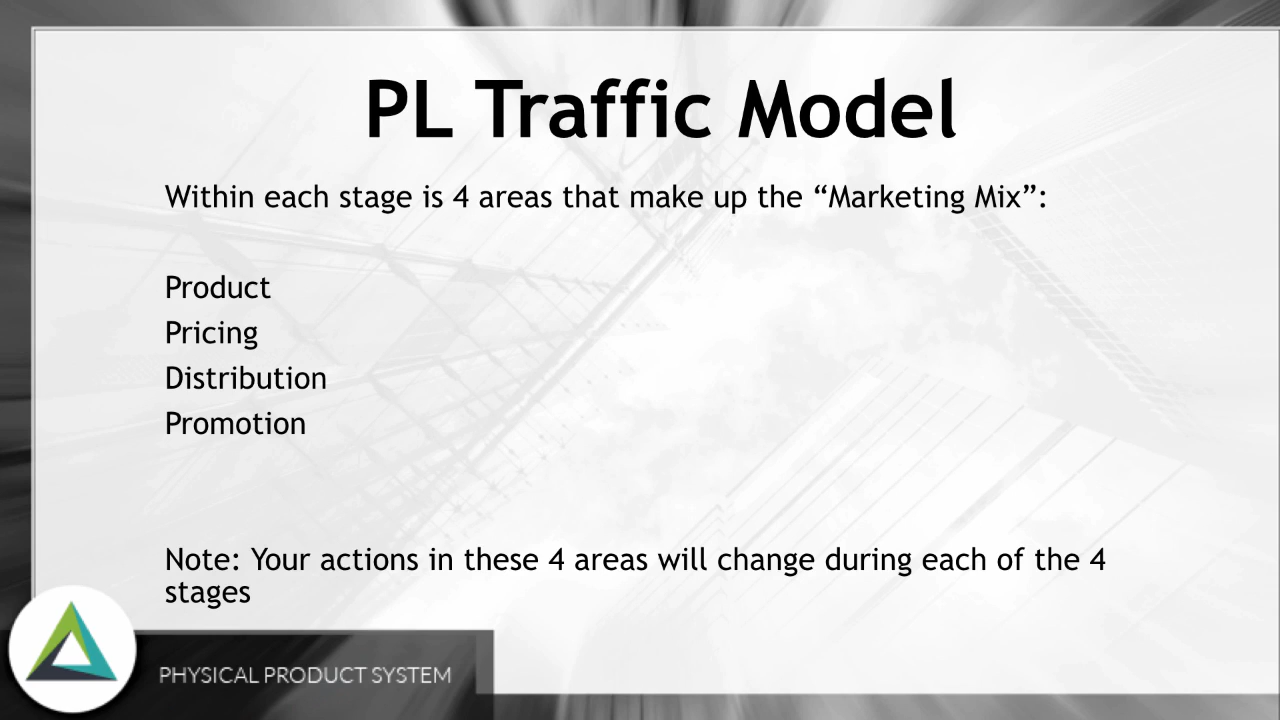 PL Traffic Model
Within each stage is 4 areas that make up the “Marketing Mix”:
Product
Pricing
Distribution
Promotion
Note: Your actions in these 4 areas will change during each of the 4
stages
PHYSICAL PRODUCT SYSTEM